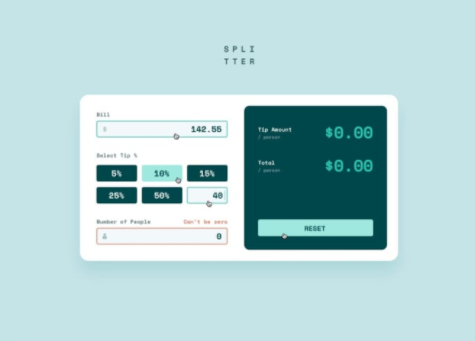 SPLI
TTER
Bill
$ 142.55
Select Tip %
5% 10% 15%
25% 50% 40
Number of People Don't be zero
0
Tip Amount
/ person
$0.00
Total
/ person
$0.00
RESET